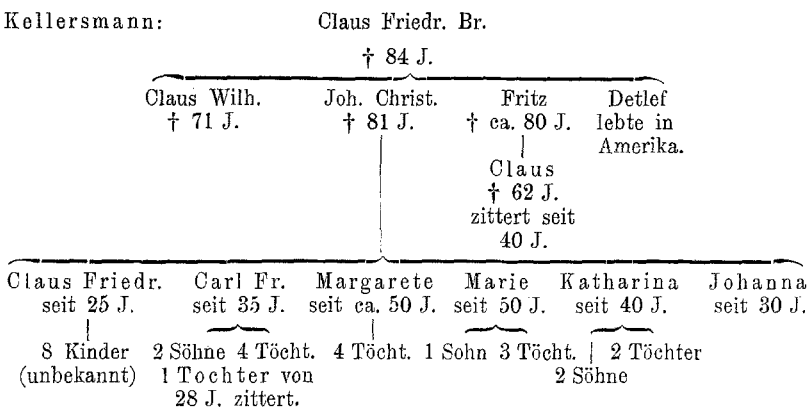 Kellersmann: Claus Friedr. Br.
† 84 J.
Claus Wilh. Joh. Christ. Fritz Detlef
† 71 J. † 81 J. † ca. 80 J. lebte in
Amerika.
Claus
† 62 J.
zittert seit
40 J.
Claus Friedr. Carl Fr. Margarete Marie Katharina Johanna
seit 25 J. seit 35 J. seit ca. 50 J. seit 50 J. seit 40 J. seit 30 J.
8 Kinder 2 Söhne 4 Töcht. 4 Töcht. 1 Sohn 3 Töcht. 2 Töchter
(unbekannt) 1 Tochter von 2 Söhne
28 J. zittert.